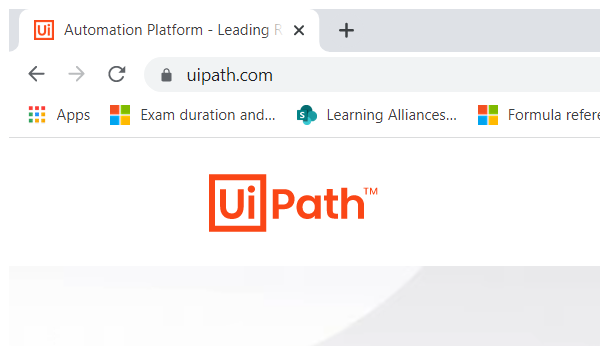 Ui Automation Platform - Leading R
uipath.com
Apps Exam duration and... S Learning Alliances... Formula refere
UiPath™